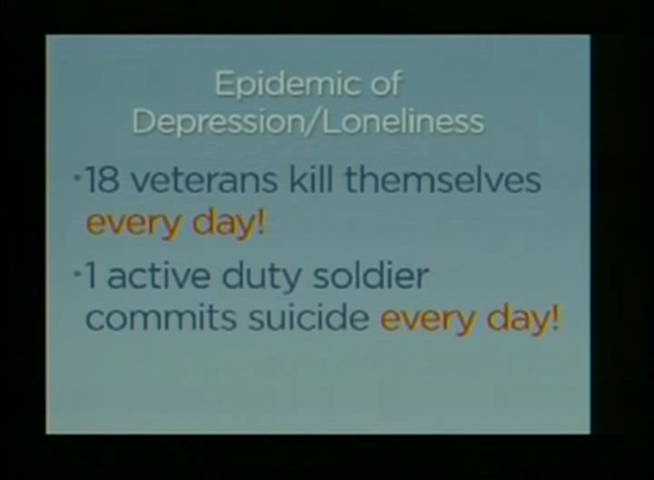 Epidemic of
Depression/Loneliness
·18 veterans kill themselves
every day!
·1 active duty soldier
commits suicide every day!